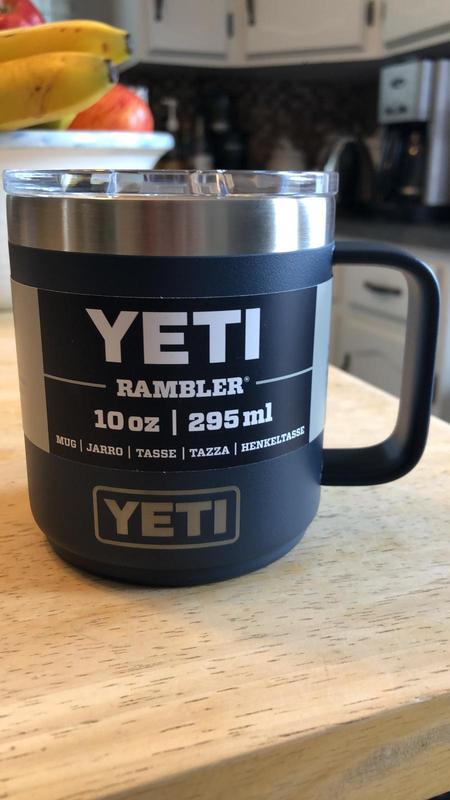 YETI
RAMBLER®
10 oz | 295 ml
MUG | JARRO | TASSE | TAZZA | HENKELTASSE
YETI